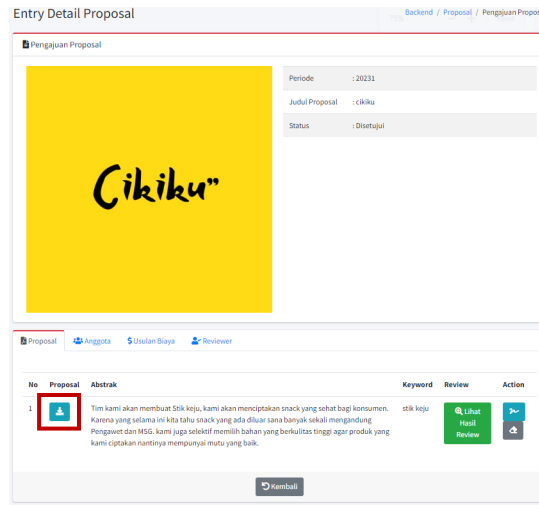 Entry Detail Proposal
Backend / Proposal / Pengajuan Propos
Pengajuan Proposal
Cikiku"
Periode : 20231
Judul Proposal : cikiku
Status : Disetujui
Proposal Anggota $ Usulan Biaya Reviewer
No Proposal Abstrak Keyword Review Action
1 Tim kami akan membuat Stik keju, kami akan menciptakan snack yang sehat bagi konsumen. stik keju Lihat
Karena yang selama ini kita tahu snack yang ada diluar sana banyak sekali mengandung Hasil
Pengawet dan MSG. kami juga selektif memilih bahan yang berkulitas tinggi agar produk yang Review
kami ciptakan nantinya mempunyai mutu yang baik.
Kembali